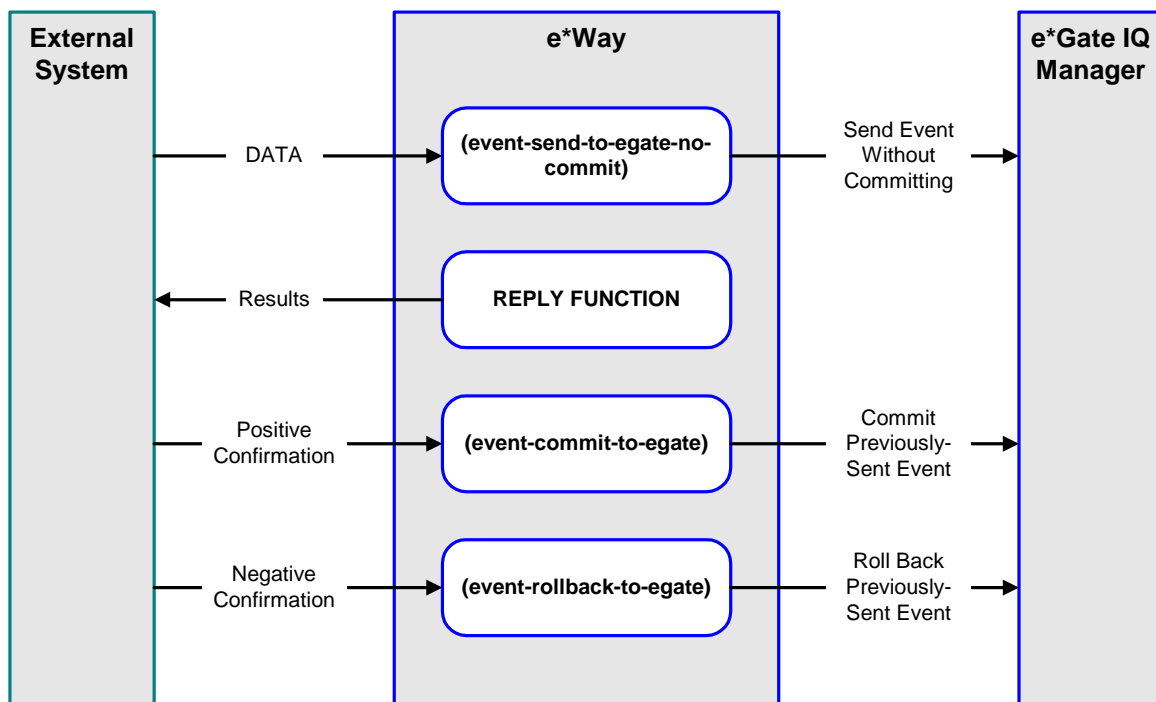 External
System
e*Way
e*Gate IQ
Manager
DATA
(event-send-to-egate-no-
commit)
Send Event
Without
Committing
Results
REPLY FUNCTION
Positive
Confirmation
(event-commit-to-egate)
Commit
Previously-
Sent Event
Negative
Confirmation
(event-rollback-to-egate)
Roll Back
Previously-
Sent Event